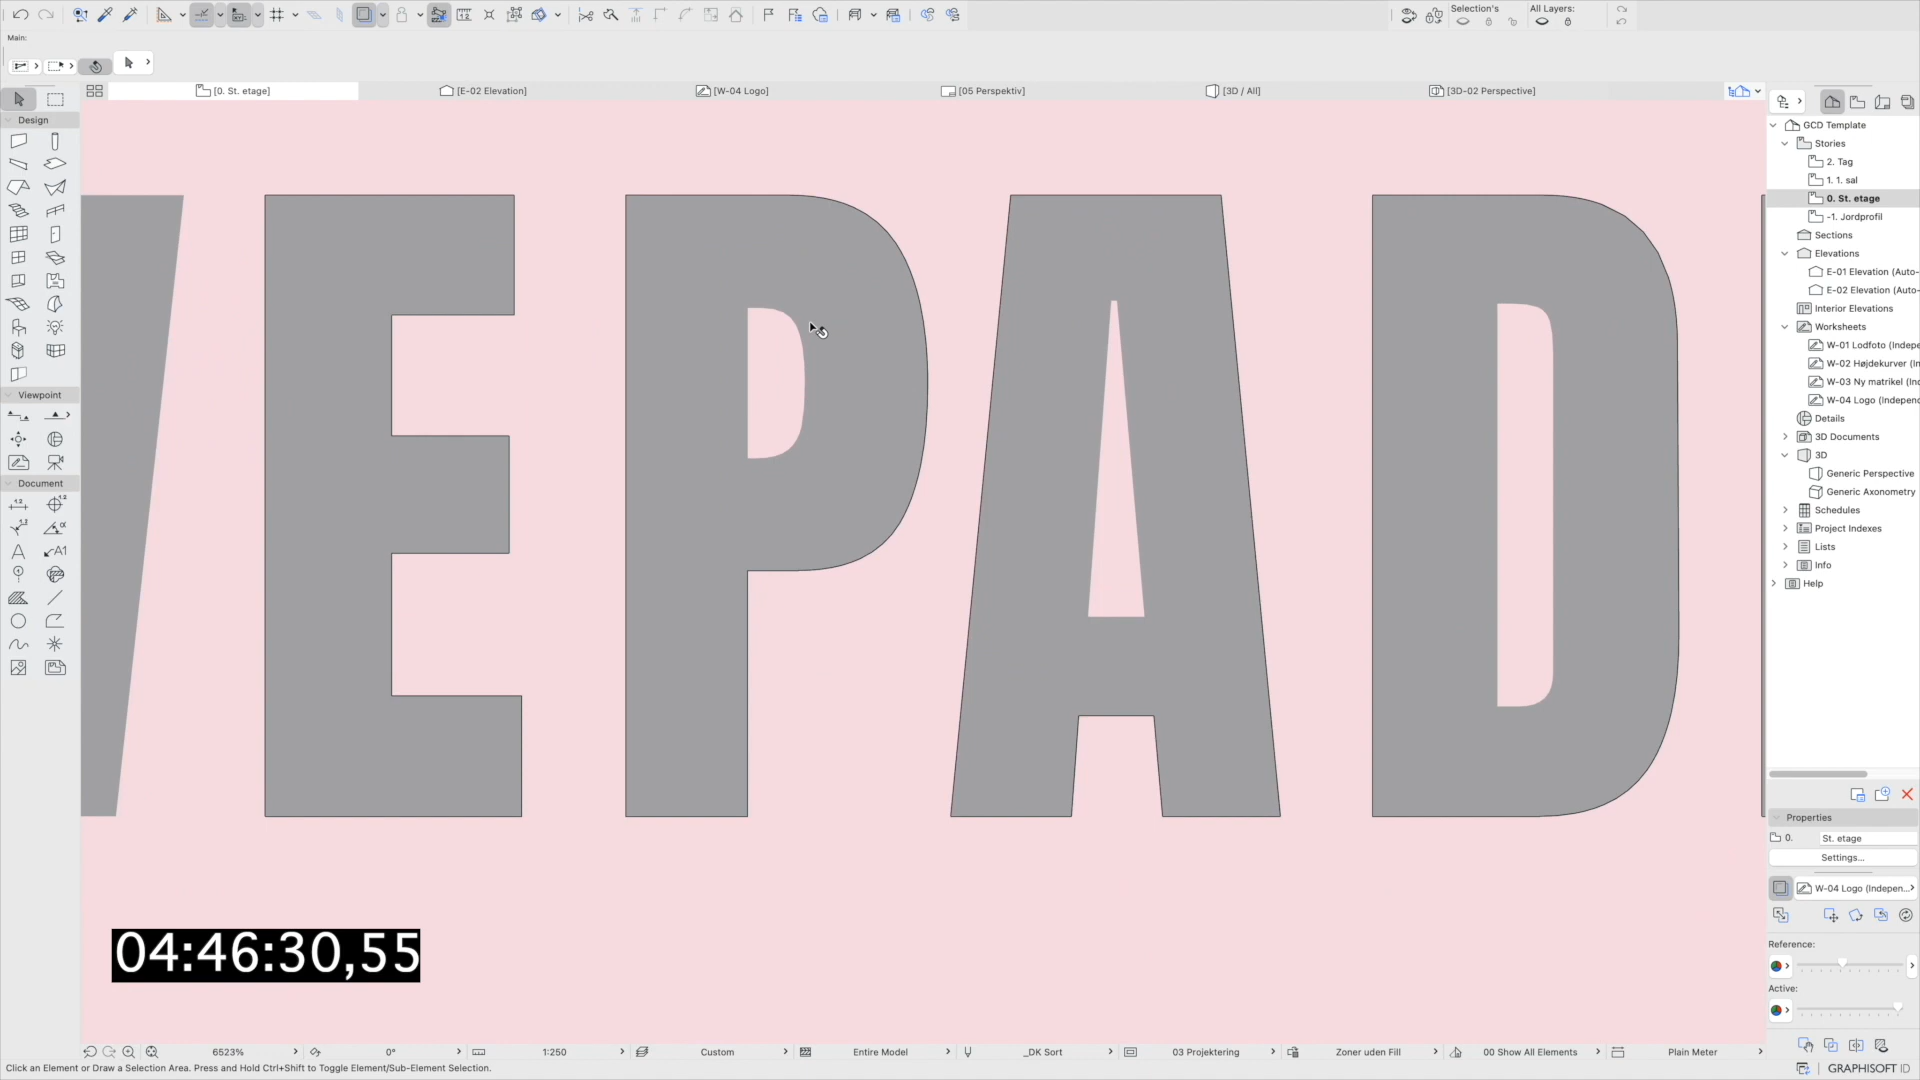 Selection's
All Layers:
Main:
[0. St. etage]
[E-02 Elevation]
[W-04 Logo]
[05 Perspektiv]
[3D / All]
[3D-02 Perspective]
Design
Viewpoint
Document
EPAD
04:46:30,55
GCD Template
Stories
2. Tag
1. 1. sal
0. St. etage
-1. Jordprofil
Sections
Elevations
E-01 Elevation (Auto-
E-02 Elevation (Auto-
Interior Elevations
Worksheets
W-01 Lodfoto (Indepe
W-02 Højdekurver (In
W-03 Ny matrikel (Inc
W-04 Logo (Independ
Details
3D Documents
3D
Generic Perspective
Generic Axonometry
Schedules
Project Indexes
Lists
Info
Help
Properties
0. St. etage
Settings...
W-04 Logo (Indepen...
Reference:
Active:
6523%
0°
1:250
Custom
Entire Model
_DK Sort
03 Projektering
Zoner uden Fill
00 Show All Elements
Plain Meter
Click an Element or Draw a Selection Area. Press and Hold Ctrl+Shift to Toggle Element/Sub-Element Selection.
GRAPHISOFT ID